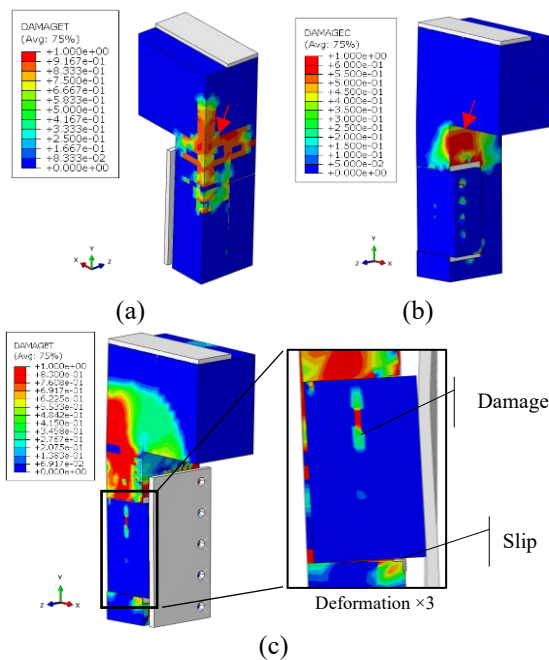 DAMAGET
(Avg: 75%)
+1.000e+00
+9.167e-01
+8.333e-01
+7.500e-01
+6.667e-01
+5.833e-01
+5.000e-01
+4.167e-01
+3.333e-01
+2.500e-01
+1.667e-01
+8.333e-02
+0.000e+00
Y
X Z
(a)
DAMAGEC
(Avg: 75%)
+1.000e+00
+6.000e-01
+5.500e-01
+5.000e-01
+4.500e-01
+4.000e-01
+3.500e-01
+3.000e-01
+2.500e-01
+2.000e-01
+1.500e-01
+1.000e-01
+5.000e-02
+0.000e+00
Y
Z X
(b)
DAMAGET
(Avg: 75%)
+1.000e+00
+8.300e-01
+7.608e-01
+6.917e-01
+6.225e-01
+5.533e-01
+4.842e-01
+4.150e-01
+3.458e-01
+2.767e-01
+2.075e-01
+1.383e-01
+6.917e-02
+0.000e+00
Y
Z X
Damage
Slip
Deformation ×3
(c)